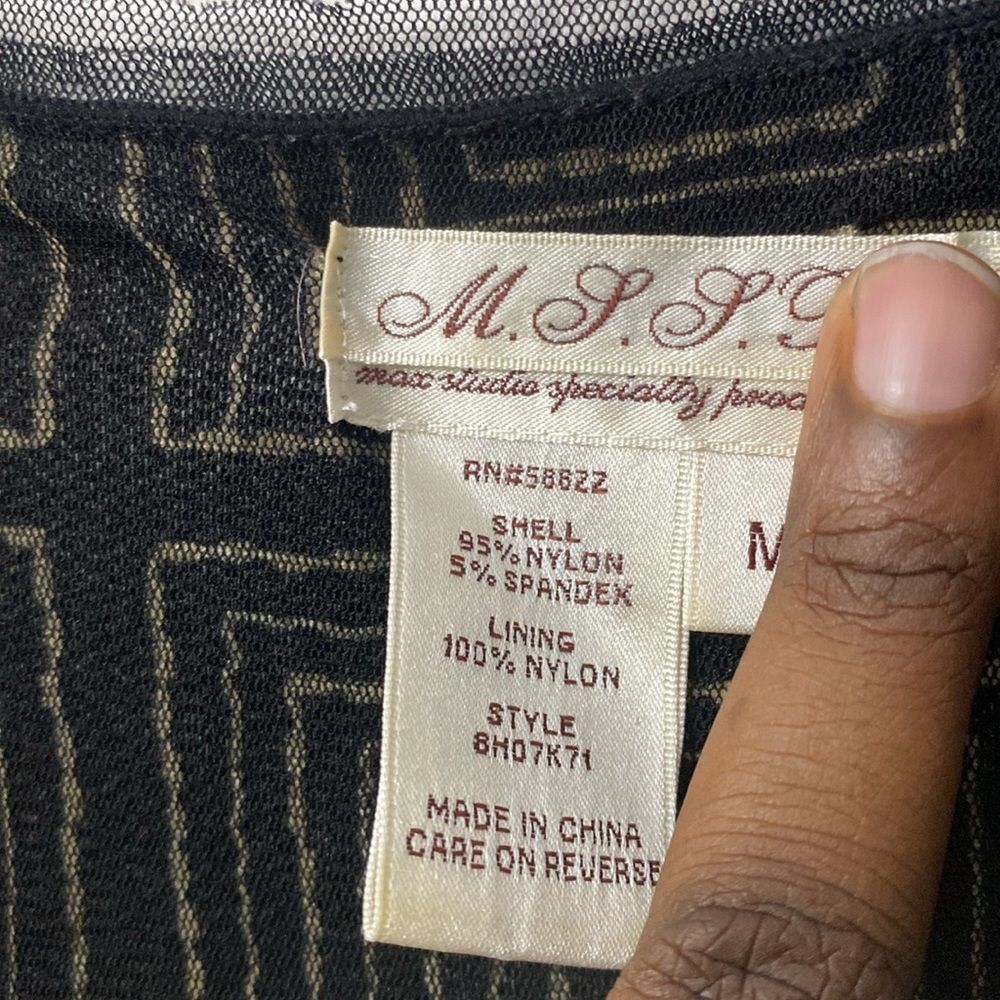 M.S.S.
max studio specialty
RN#58822
SHELL
95% NYLON
5% SPANDEX
LINING
100% NYLON
STYLE
8H07K71
MADE IN CHINA
CARE ON REVERSE
M